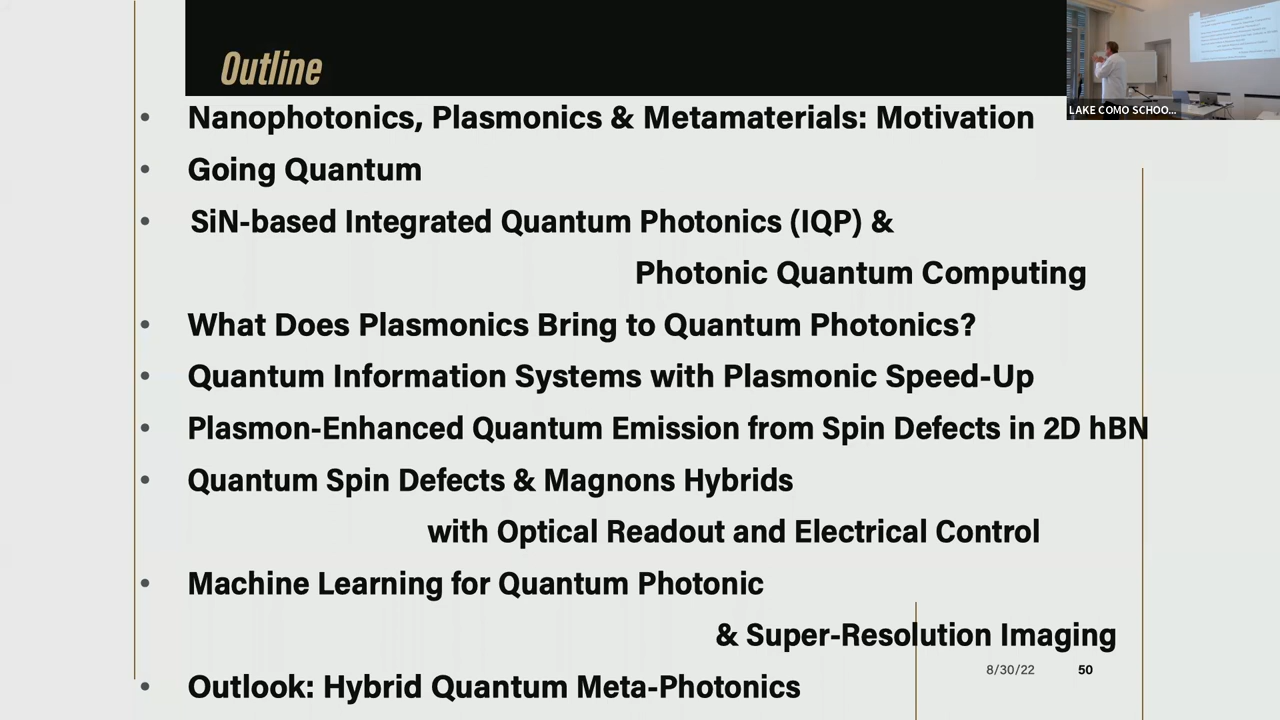 Outline
LAKE COMO SCHOO...
• Nanophotonics, Plasmonics & Metamaterials: Motivation
• Going Quantum
• SiN-based Integrated Quantum Photonics (IQP) &
Photonic Quantum Computing
• What Does Plasmonics Bring to Quantum Photonics?
• Quantum Information Systems with Plasmonic Speed-Up
• Plasmon-Enhanced Quantum Emission from Spin Defects in 2D hBN
• Quantum Spin Defects & Magnons Hybrids
with Optical Readout and Electrical Control
• Machine Learning for Quantum Photonic
& Super-Resolution Imaging
8/30/22 50
• Outlook: Hybrid Quantum Meta-Photonics